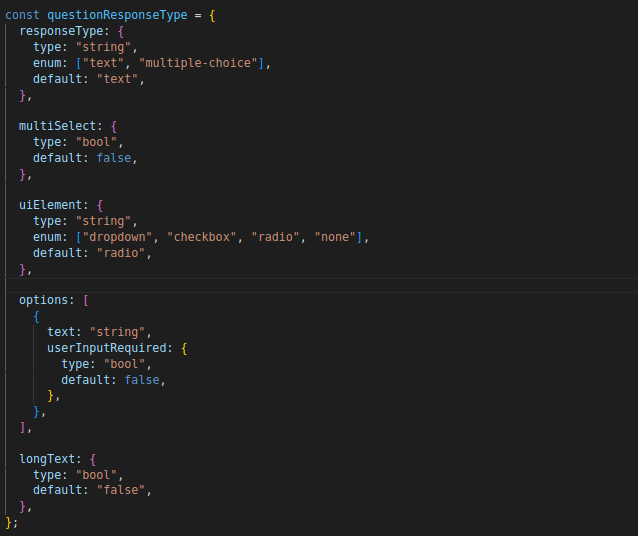 const questionResponseType = {
  responseType: {
    type: "string",
    enum: ["text", "multiple-choice"],
    default: "text",
  },

  multiSelect: {
    type: "bool",
    default: false,
  },

  uiElement: {
    type: "string",
    enum: ["dropdown", "checkbox", "radio", "none"],
    default: "radio",
  },

  options: [
    {
      text: "string",
      userInputRequired: {
        type: "bool",
        default: false,
      },
    },
  ],

  longText: {
    type: "bool",
    default: "false",
  },
};